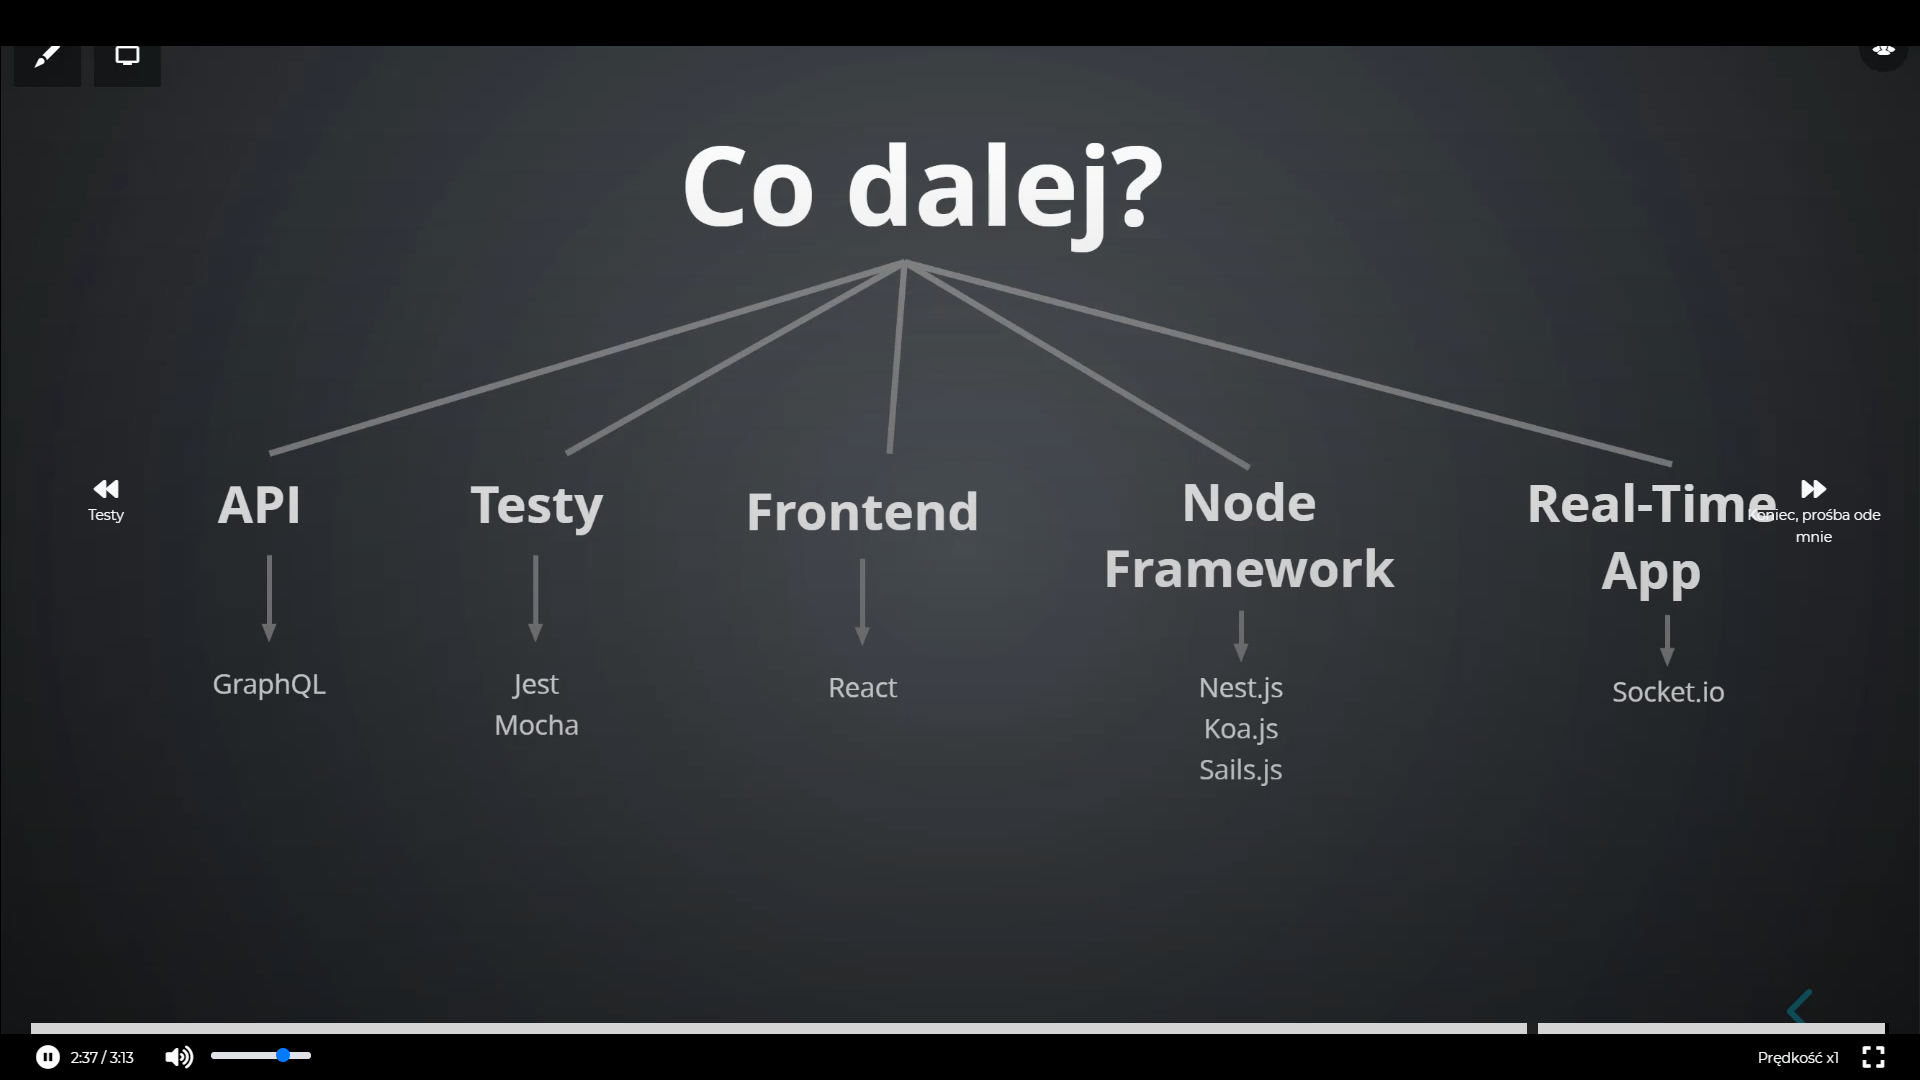 Co dalej?
API
Testy
Frontend
Node
Framework
Real-Time
App
Testy
Koniec, prośba ode
mnie
GraphQL
Jest
Mocha
React
Nest.js
Koa.js
Sails.js
Socket.io
2:37 / 3:13
Prędkość x1